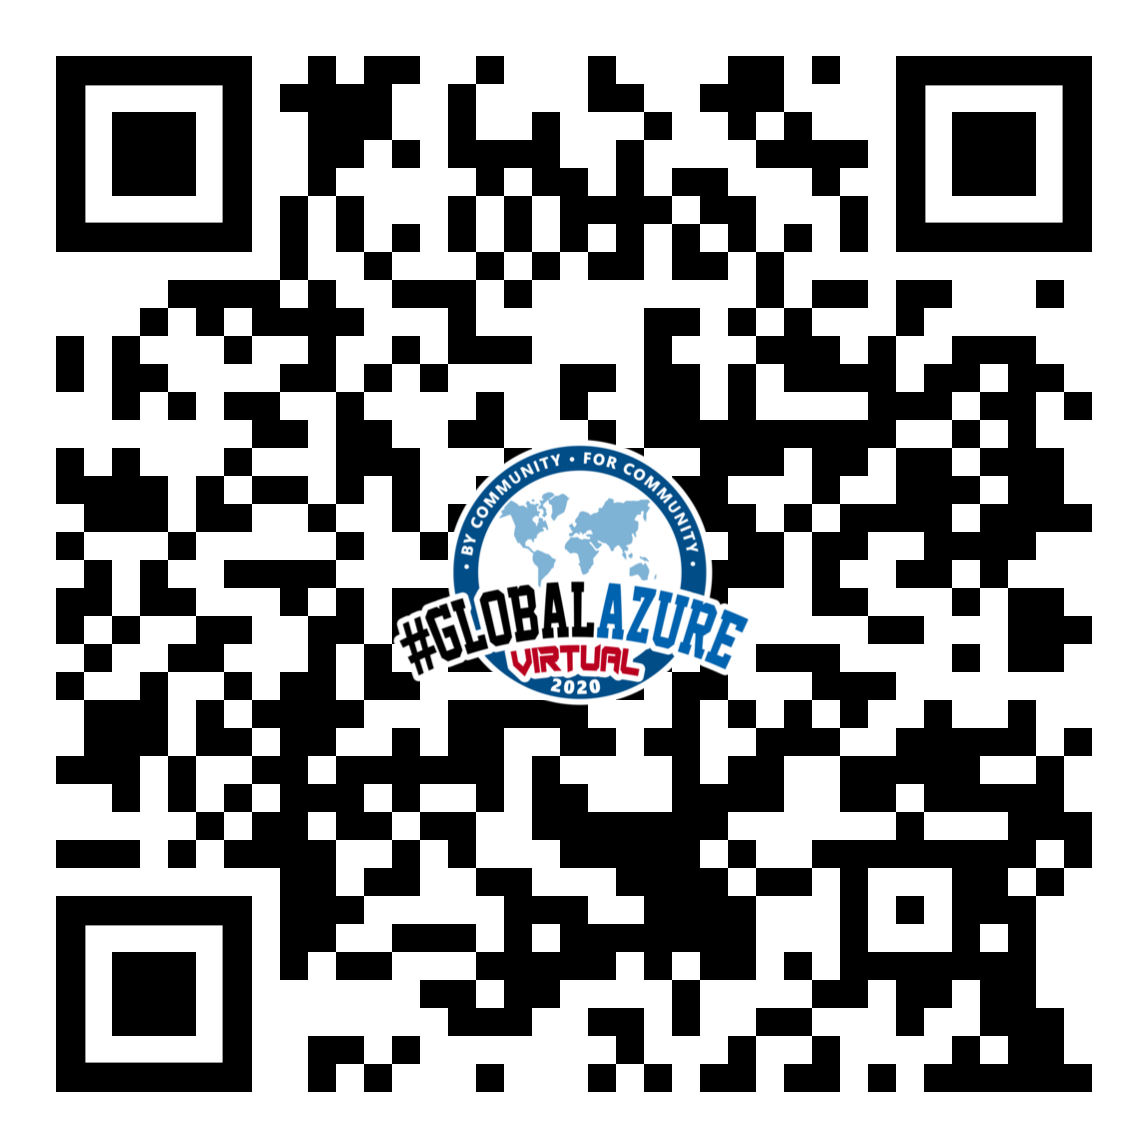 BY COMMUNITY • FOR COMMUNITY
#GLOBALAZURE
VIRTUAL
2020